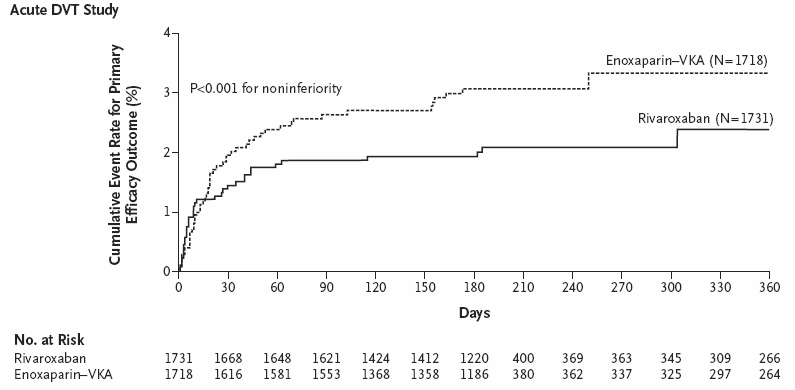 Acute DVT Study
Cumulative Event Rate for Primary
Efficacy Outcome (%)
4
3
2
1
0
P<0.001 for noninferiority
Enoxaparin–VKA (N=1718)
Rivaroxaban (N=1731)
0 30 60 90 120 150 180 210 240 270 300 330 360
Days
No. at Risk
Rivaroxaban 1731 1668 1648 1621 1424 1412 1220 400 369 363 345 309 266
Enoxaparin–VKA 1718 1616 1581 1553 1368 1358 1186 380 362 337 325 297 264